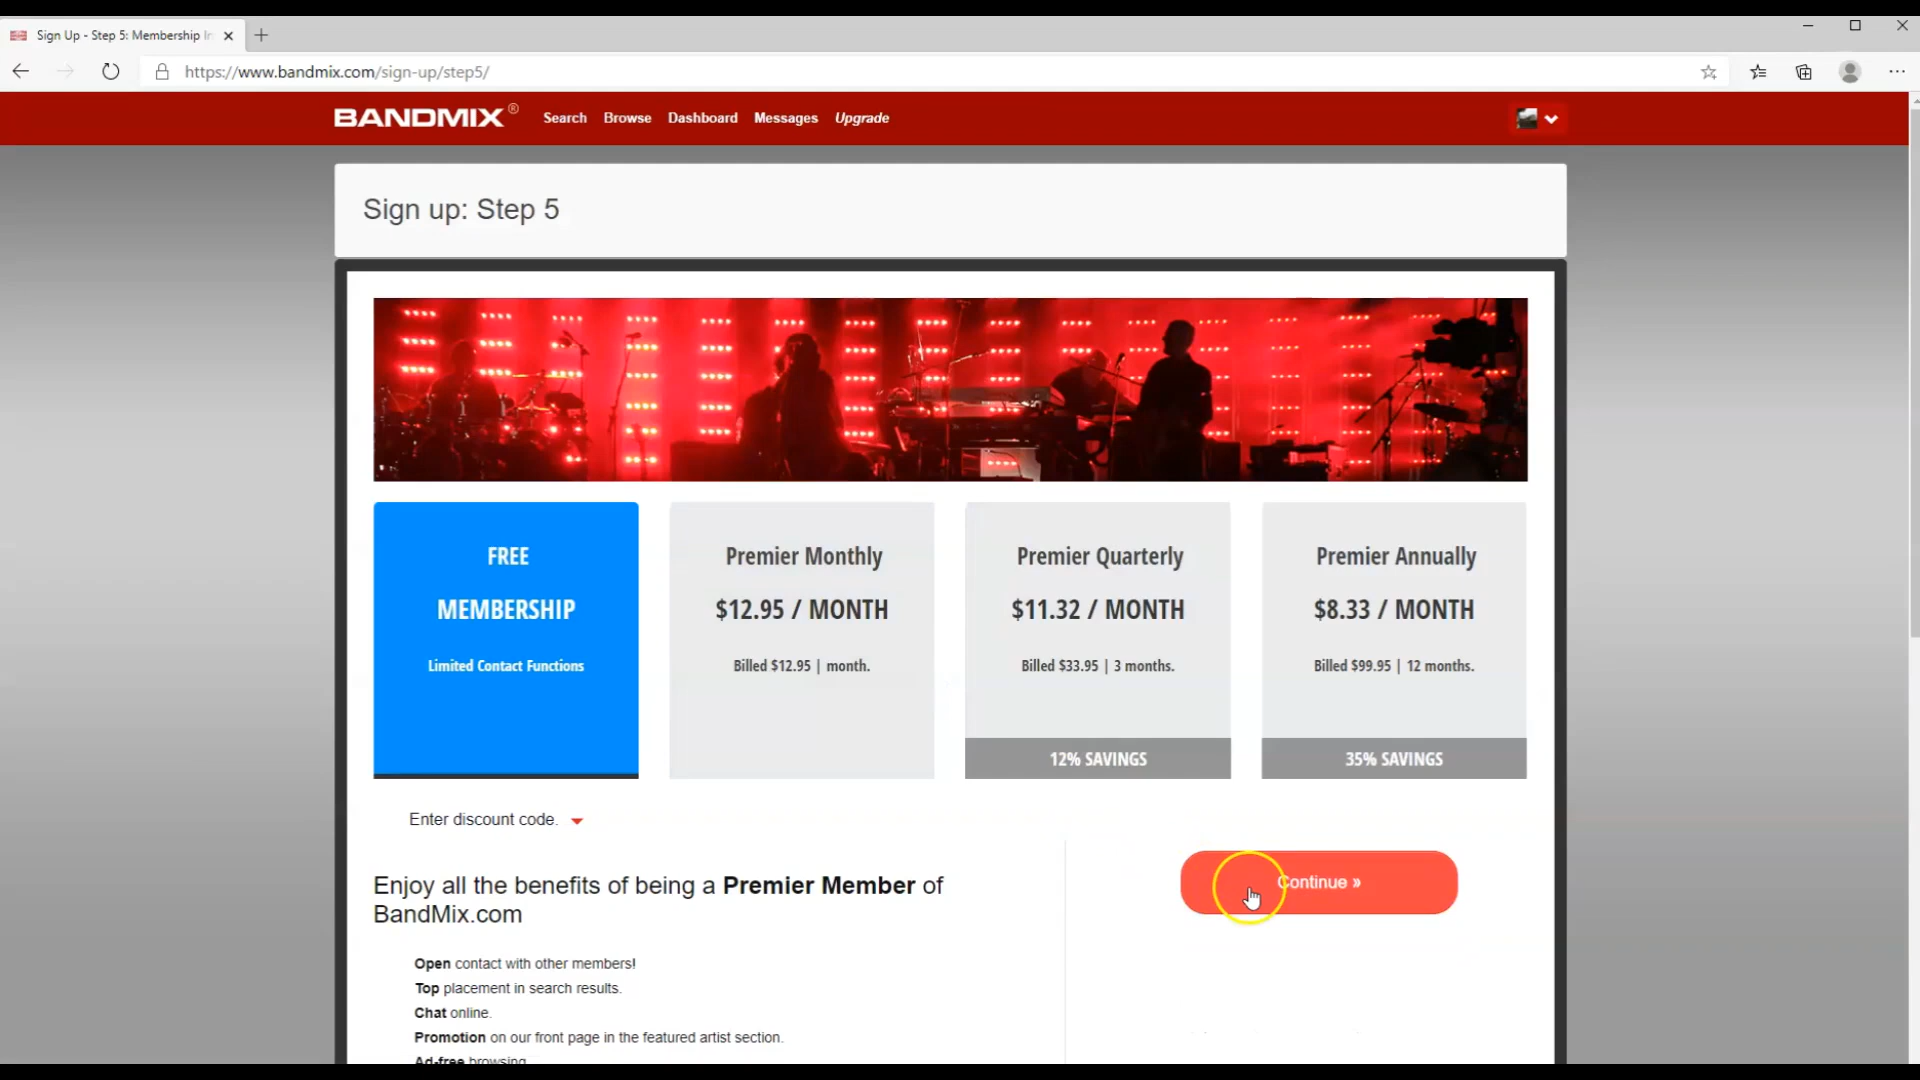 Sign Up - Step 5: Membership In
https://www.bandmix.com/sign-up/step5/
BANDMIX® Search Browse Dashboard Messages Upgrade
Sign up: Step 5
FREE
MEMBERSHIP
Limited Contact Functions
Premier Monthly
$12.95 / MONTH
Billed $12.95 | month.
Premier Quarterly
$11.32 / MONTH
Billed $33.95 | 3 months.
12% SAVINGS
Premier Annually
$8.33 / MONTH
Billed $99.95 | 12 months.
35% SAVINGS
Enter discount code.
Continue »
Enjoy all the benefits of being a Premier Member of
BandMix.com
Open contact with other members!
Top placement in search results.
Chat online.
Promotion on our front page in the featured artist section.
Ad-free browsing